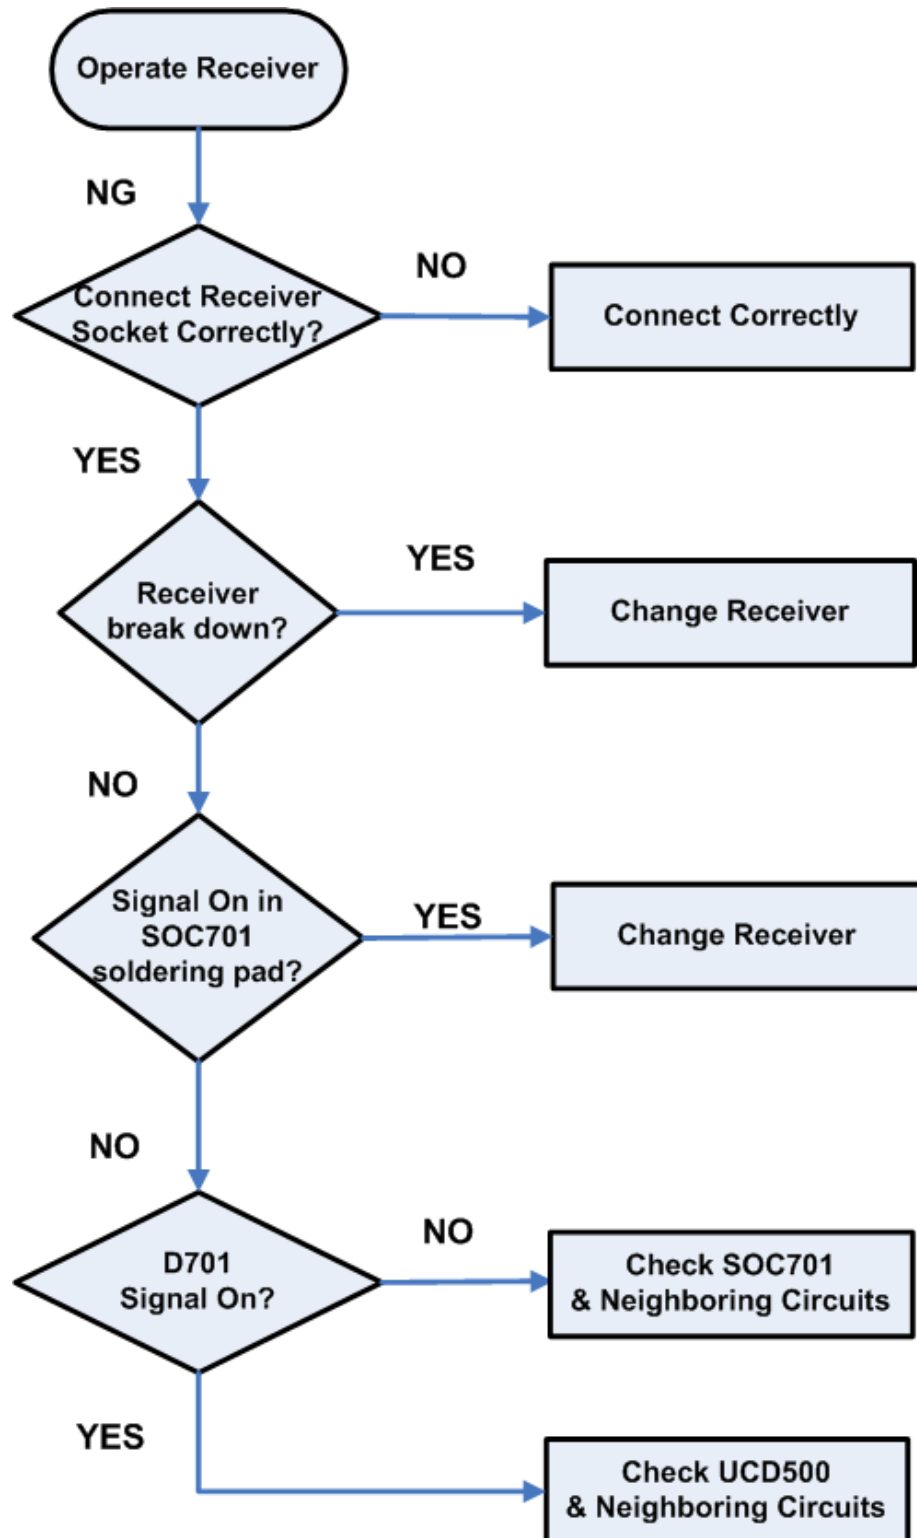 Operate Receiver
NG
Connect Receiver
Socket Correctly?
NO
Connect Correctly
YES
Receiver
break down?
YES
Change Receiver
NO
Signal On in
SOC701
soldering pad?
YES
Change Receiver
NO
D701
Signal On?
NO
Check SOC701
& Neighboring Circuits
YES
Check UCD500
& Neighboring Circuits